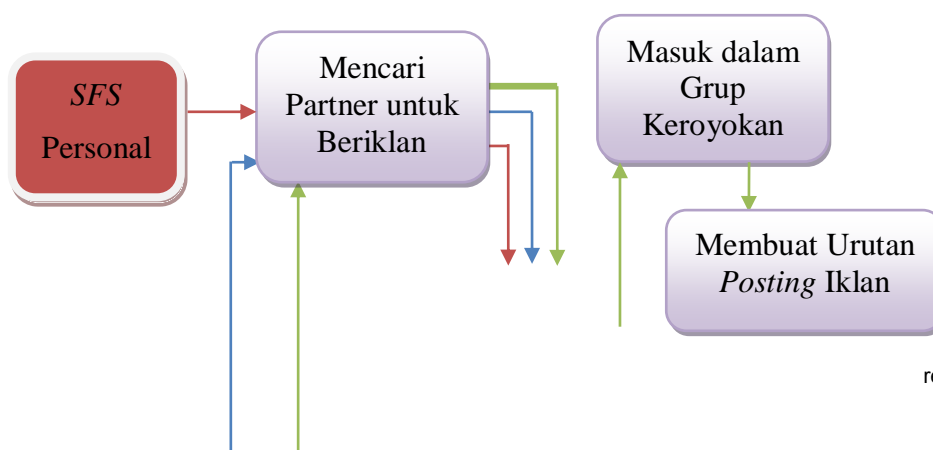 SFS
Personal
Mencari
Partner untuk
Beriklan
Masuk dalam
Grup
Keroyokan
Membuat Urutan
Posting Iklan